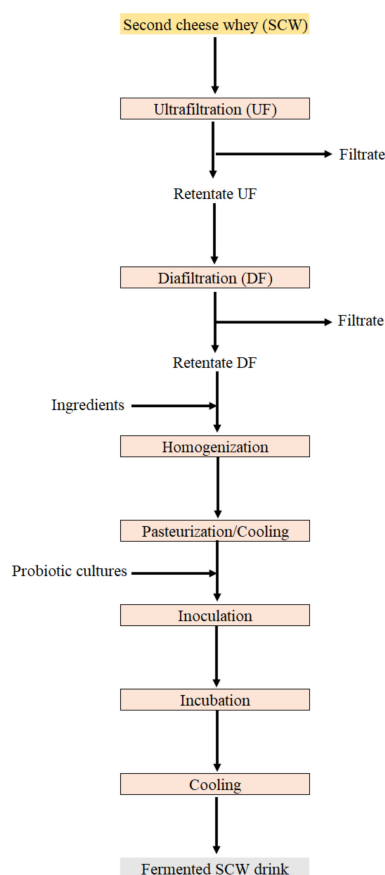 Second cheese whey (SCW)
Ultrafiltration (UF)
Filtrate
Retentate UF
Diafiltration (DF)
Filtrate
Retentate DF
Ingredients
Homogenization
Pasteurization/Cooling
Probiotic cultures
Inoculation
Incubation
Cooling
Fermented SCW drink